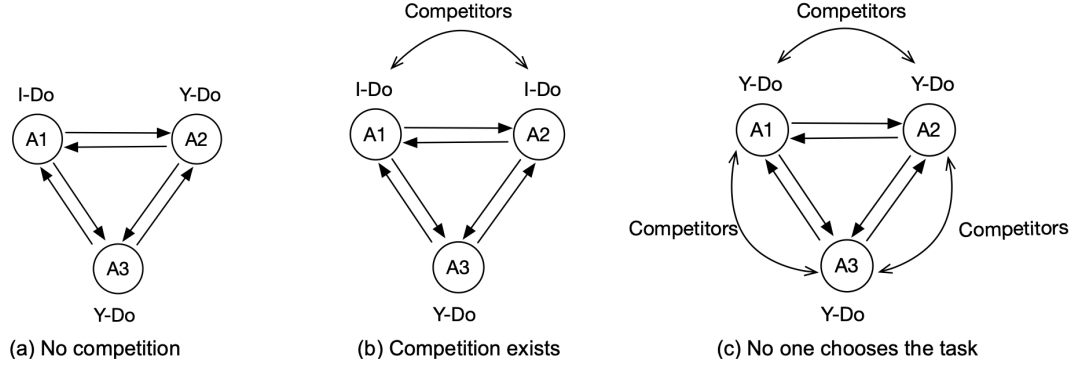 Competitors
I-Do
Y-Do
A1
A2
A3
Y-Do
(a) No competition
Competitors
I-Do
I-Do
A1
A2
A3
Y-Do
(b) Competition exists
Y-Do
Y-Do
A1
A2
Competitors
Competitors
A3
Y-Do
(c) No one chooses the task